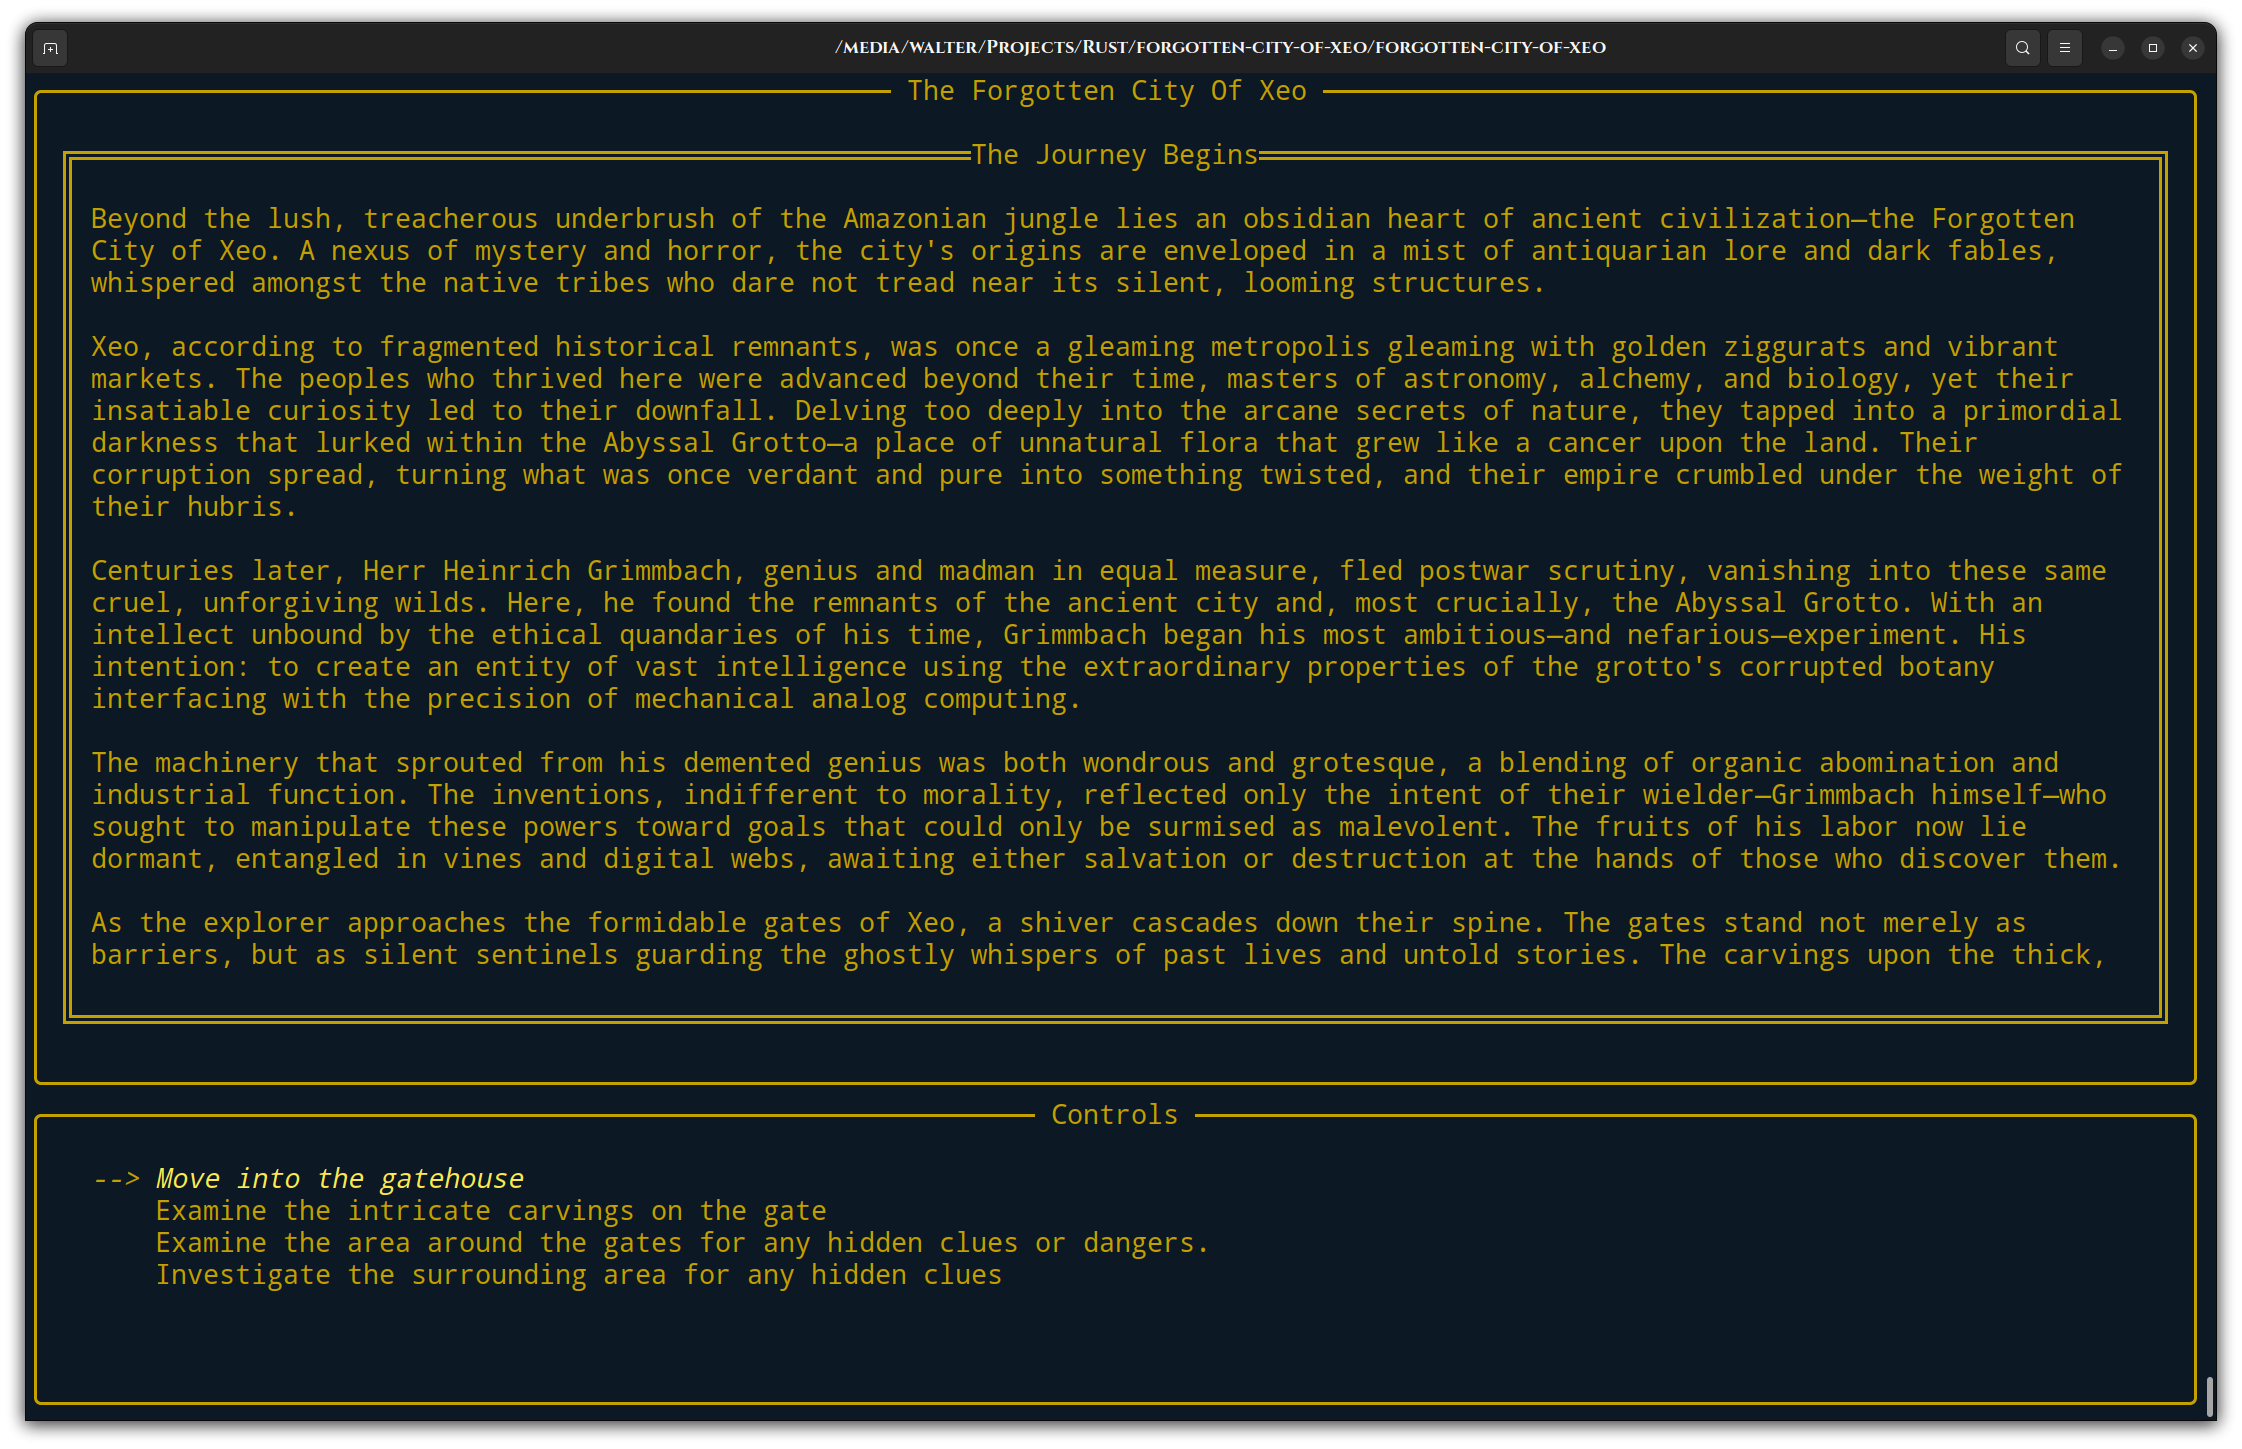 /media/walter/Projects/Rust/forgotten-city-of-xeo/forgotten-city-of-xeo
The Forgotten City Of Xeo
The Journey Begins
Beyond the lush, treacherous underbrush of the Amazonian jungle lies an obsidian heart of ancient civilization—the Forgotten
City of Xeo. A nexus of mystery and horror, the city's origins are enveloped in a mist of antiquarian lore and dark fables,
whispered amongst the native tribes who dare not tread near its silent, looming structures.
Xeo, according to fragmented historical remnants, was once a gleaming metropolis gleaming with golden ziggurats and vibrant
markets. The peoples who thrived here were advanced beyond their time, masters of astronomy, alchemy, and biology, yet their
insatiable curiosity led to their downfall. Delving too deeply into the arcane secrets of nature, they tapped into a primordial
darkness that lurked within the Abyssal Grotto—a place of unnatural flora that grew like a cancer upon the land. Their
corruption spread, turning what was once verdant and pure into something twisted, and their empire crumbled under the weight of
their hubris.
Centuries later, Herr Heinrich Grimmbach, genius and madman in equal measure, fled postwar scrutiny, vanishing into these same
cruel, unforgiving wilds. Here, he found the remnants of the ancient city and, most crucially, the Abyssal Grotto. With an
intellect unbound by the ethical quandaries of his time, Grimmbach began his most ambitious—and nefarious—experiment. His
intention: to create an entity of vast intelligence using the extraordinary properties of the grotto's corrupted botany
interfacing with the precision of mechanical analog computing.
The machinery that sprouted from his demented genius was both wondrous and grotesque, a blending of organic abomination and
industrial function. The inventions, indifferent to morality, reflected only the intent of their wielder—Grimmbach himself—who
sought to manipulate these powers toward goals that could only be surmised as malevolent. The fruits of his labor now lie
dormant, entangled in vines and digital webs, awaiting either salvation or destruction at the hands of those who discover them.
As the explorer approaches the formidable gates of Xeo, a shiver cascades down their spine. The gates stand not merely as
barriers, but as silent sentinels guarding the ghostly whispers of past lives and untold stories. The carvings upon the thick,
Controls
--> Move into the gatehouse
Examine the intricate carvings on the gate
Examine the area around the gates for any hidden clues or dangers.
Investigate the surrounding area for any hidden clues